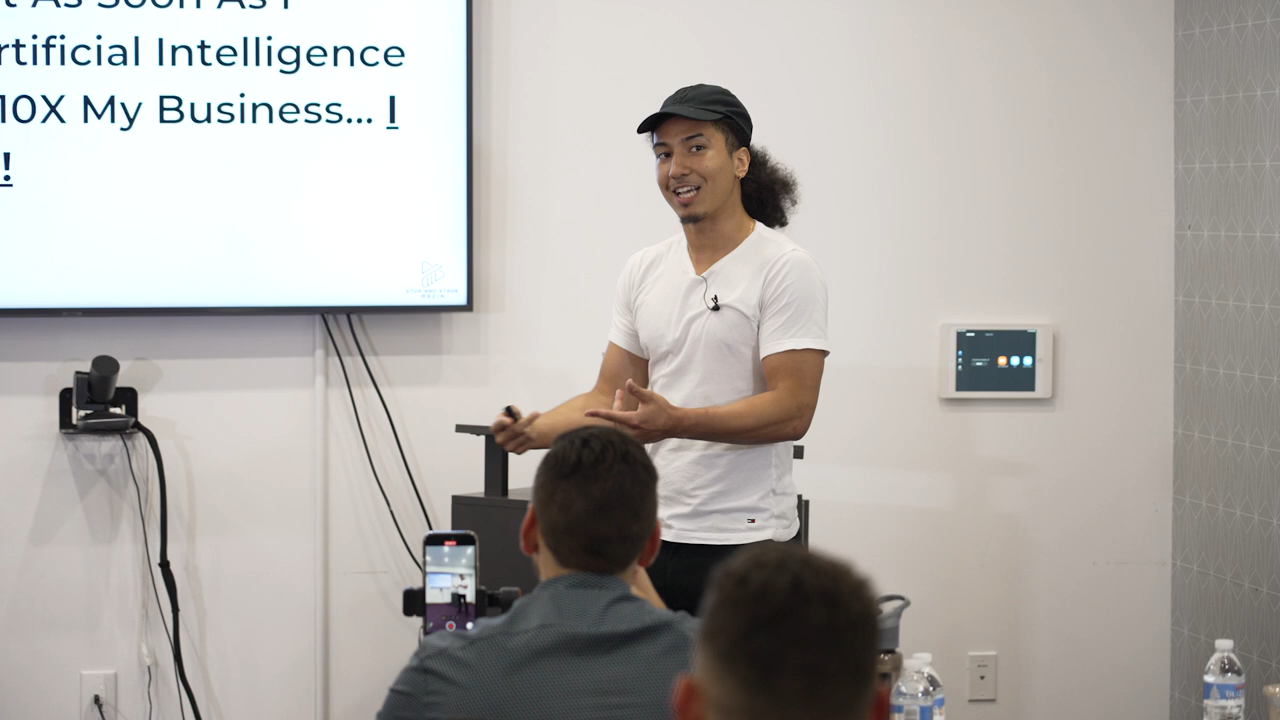 t As Soon As I
rtificial Intelligence
10X My Business... I
!